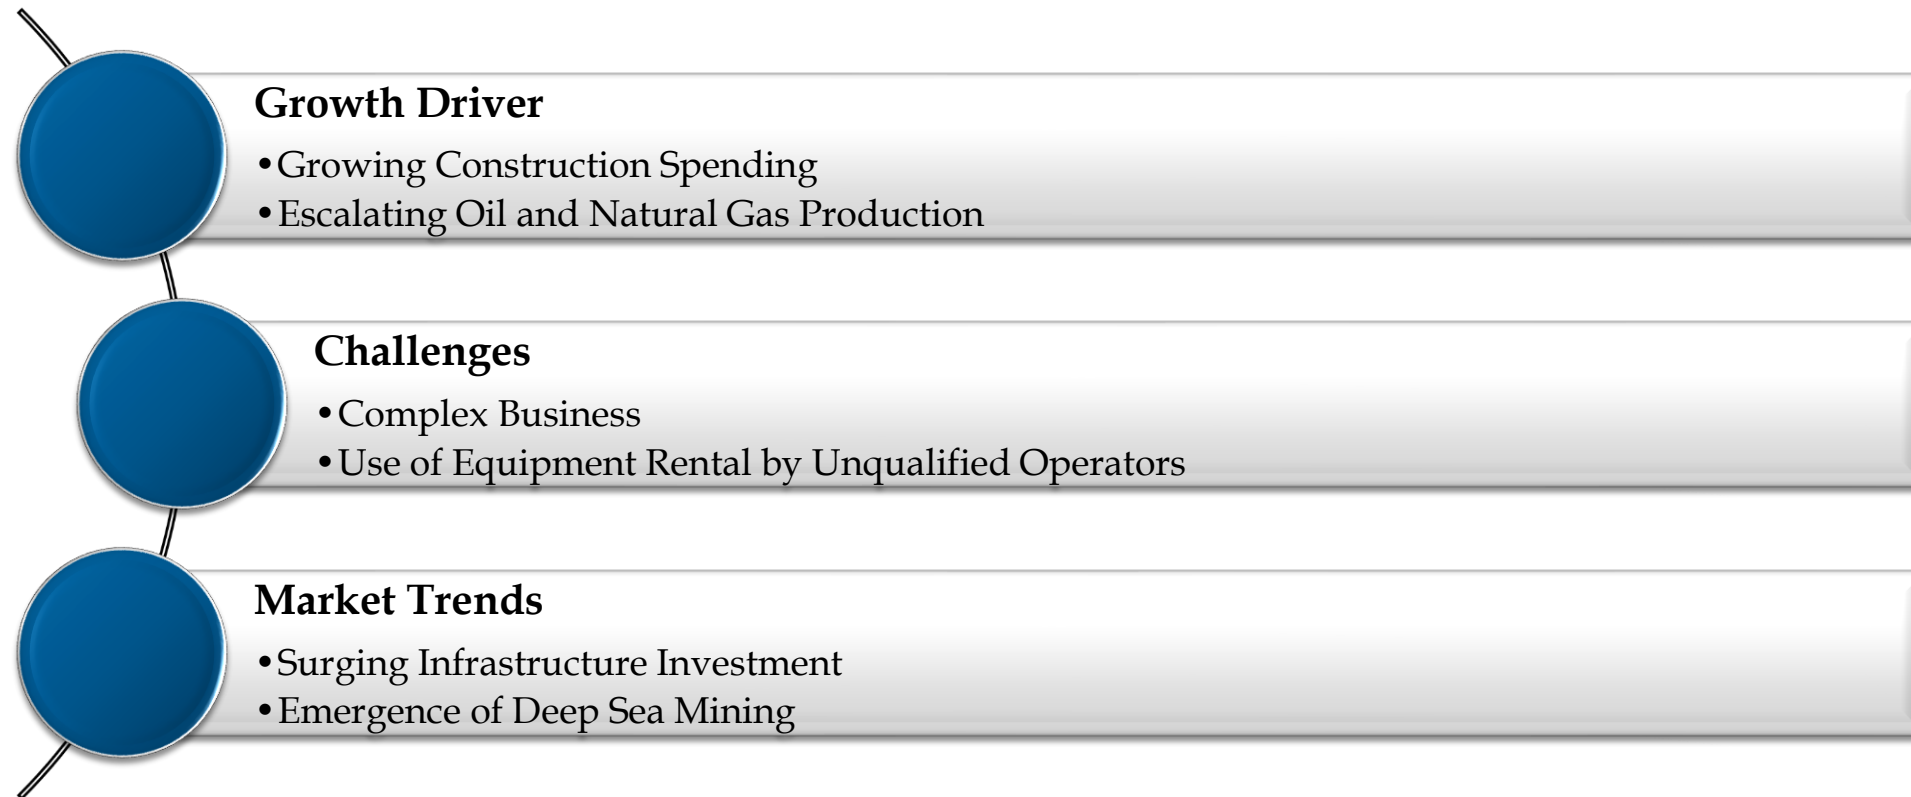 Growth Driver
•Growing Construction Spending
•Escalating Oil and Natural Gas Production
Challenges
•Complex Business
•Use of Equipment Rental by Unqualified Operators
Market Trends
•Surging Infrastructure Investment
•Emergence of Deep Sea Mining